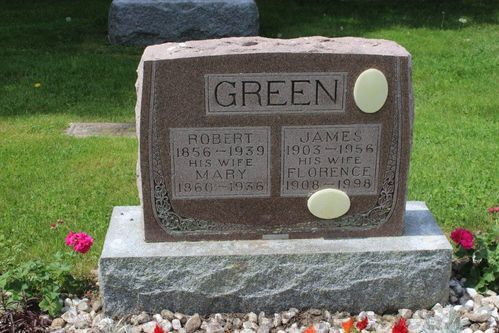 GREEN
ROBERT
1856-1939
HIS WIFE
MARY
1860-1936
JAMES
1903-1956
HIS WIFE
FLORENCE
1908-1998